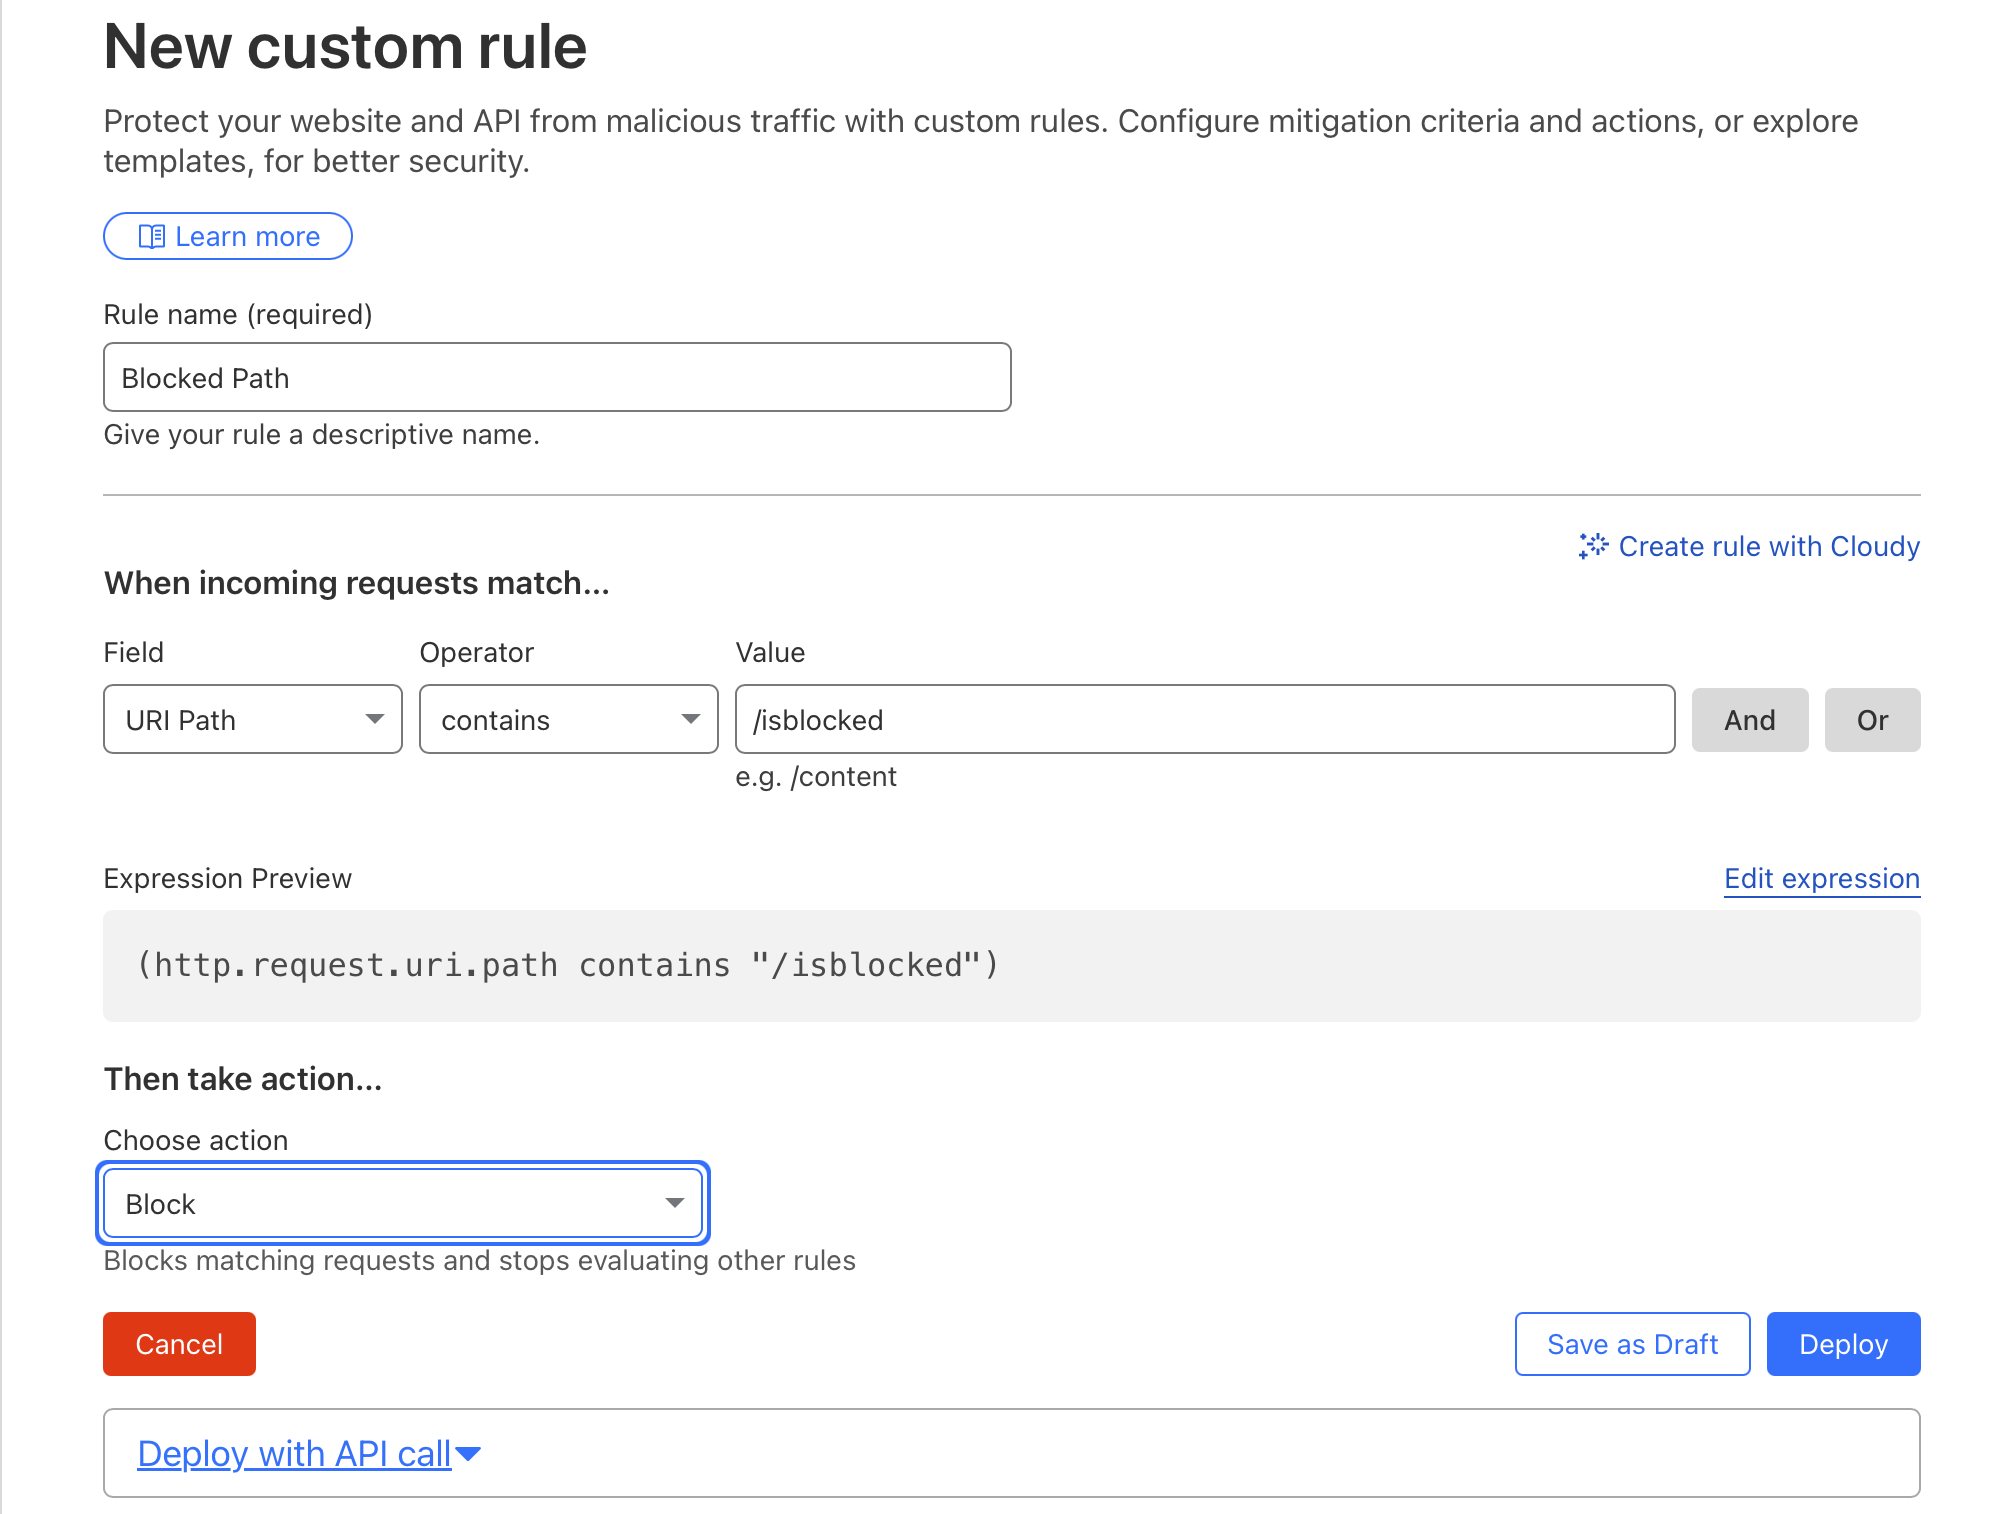 New custom rule
Protect your website and API from malicious traffic with custom rules. Configure mitigation criteria and actions, or explore
templates, for better security.
Learn more
Rule name (required)
Blocked Path
Give your rule a descriptive name.
Create rule with Cloudy
When incoming requests match...
Field Operator Value
URI Path contains /isblocked And Or
e.g. /content
Expression Preview Edit expression
(http.request.uri.path contains "/isblocked")
Then take action...
Choose action
Block
Blocks matching requests and stops evaluating other rules
Cancel Save as Draft Deploy
Deploy with API call